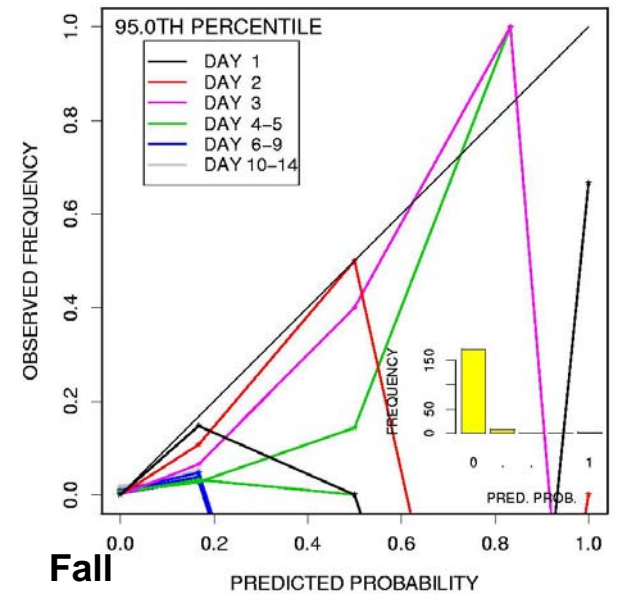 95.0TH PERCENTILE
DAY 1
DAY 2
DAY 3
DAY 4-5
DAY 6-9
DAY 10-14
OBSERVED FREQUENCY
1.0
0.8
0.6
0.4
0.2
0.0
FREQUENCY
150
50
0
0 . . 1
PRED. PROB.
0.0 0.2 0.4 0.6 0.8 1.0
Fall
PREDICTED PROBABILITY